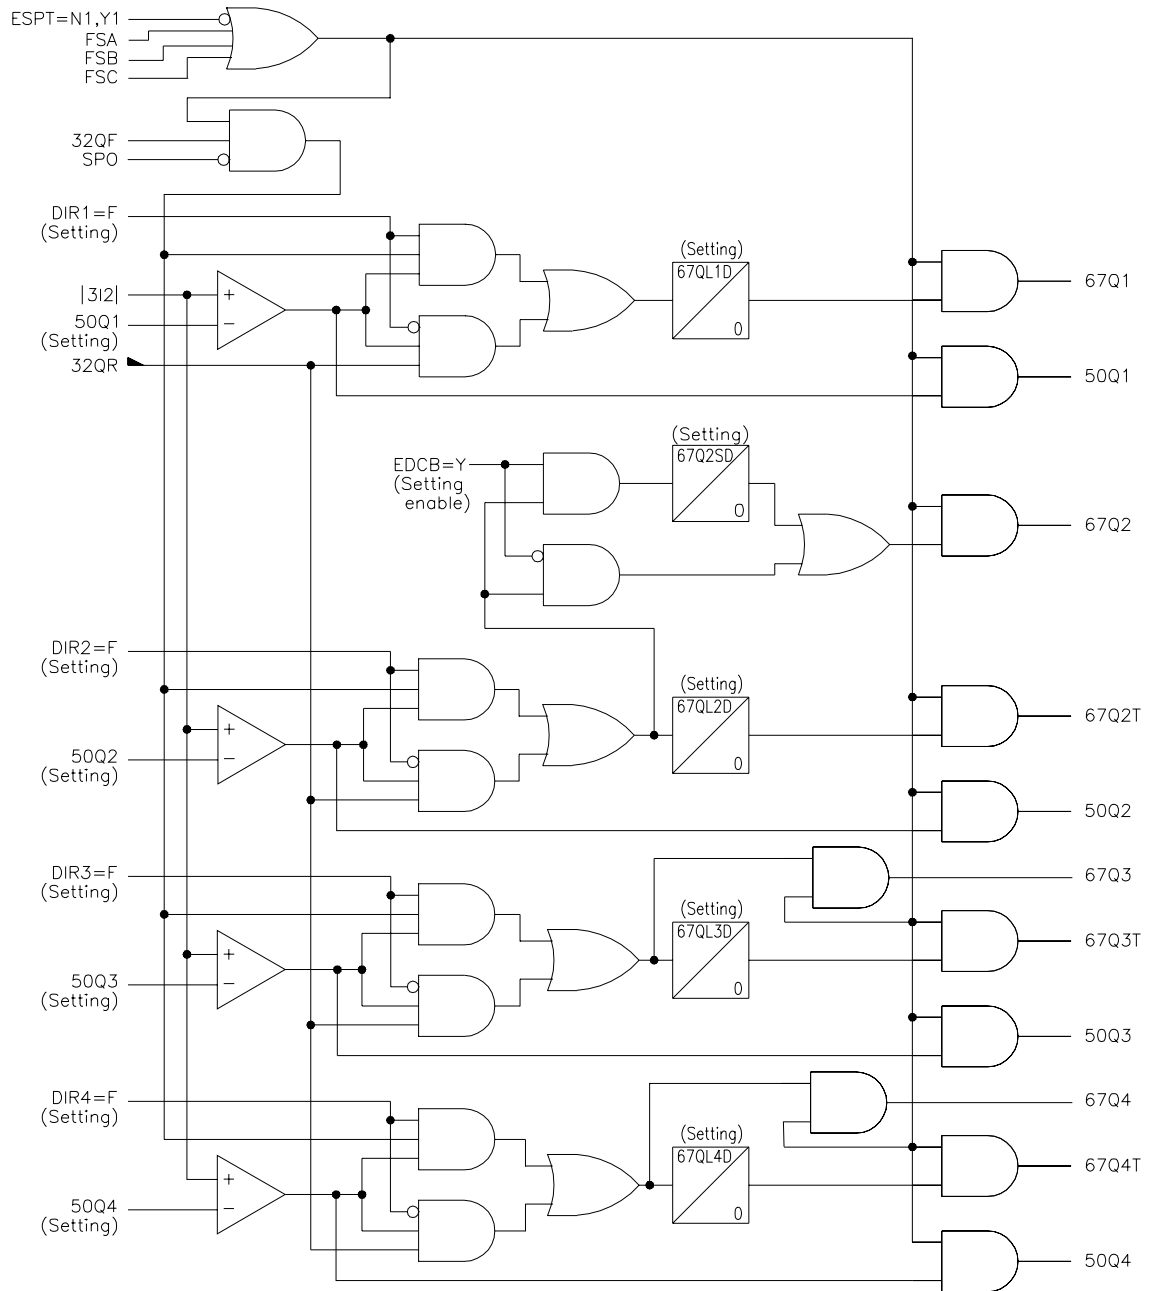 ESPT=N1,Y1
FSA
FSB
FSC
32QF
SPO
DIR1=F
(Setting)
|3I2|
50Q1
(Setting)
32QR
+
−
(Setting)
67QL1D
0
67Q1
50Q1
EDCB=Y
(Setting
enable)
(Setting)
67Q2SD
0
67Q2
DIR2=F
(Setting)
50Q2
(Setting)
+
−
(Setting)
67QL2D
0
67Q2T
50Q2
DIR3=F
(Setting)
50Q3
(Setting)
+
−
(Setting)
67QL3D
0
67Q3
67Q3T
50Q3
DIR4=F
(Setting)
50Q4
(Setting)
+
−
(Setting)
67QL4D
0
67Q4
67Q4T
50Q4